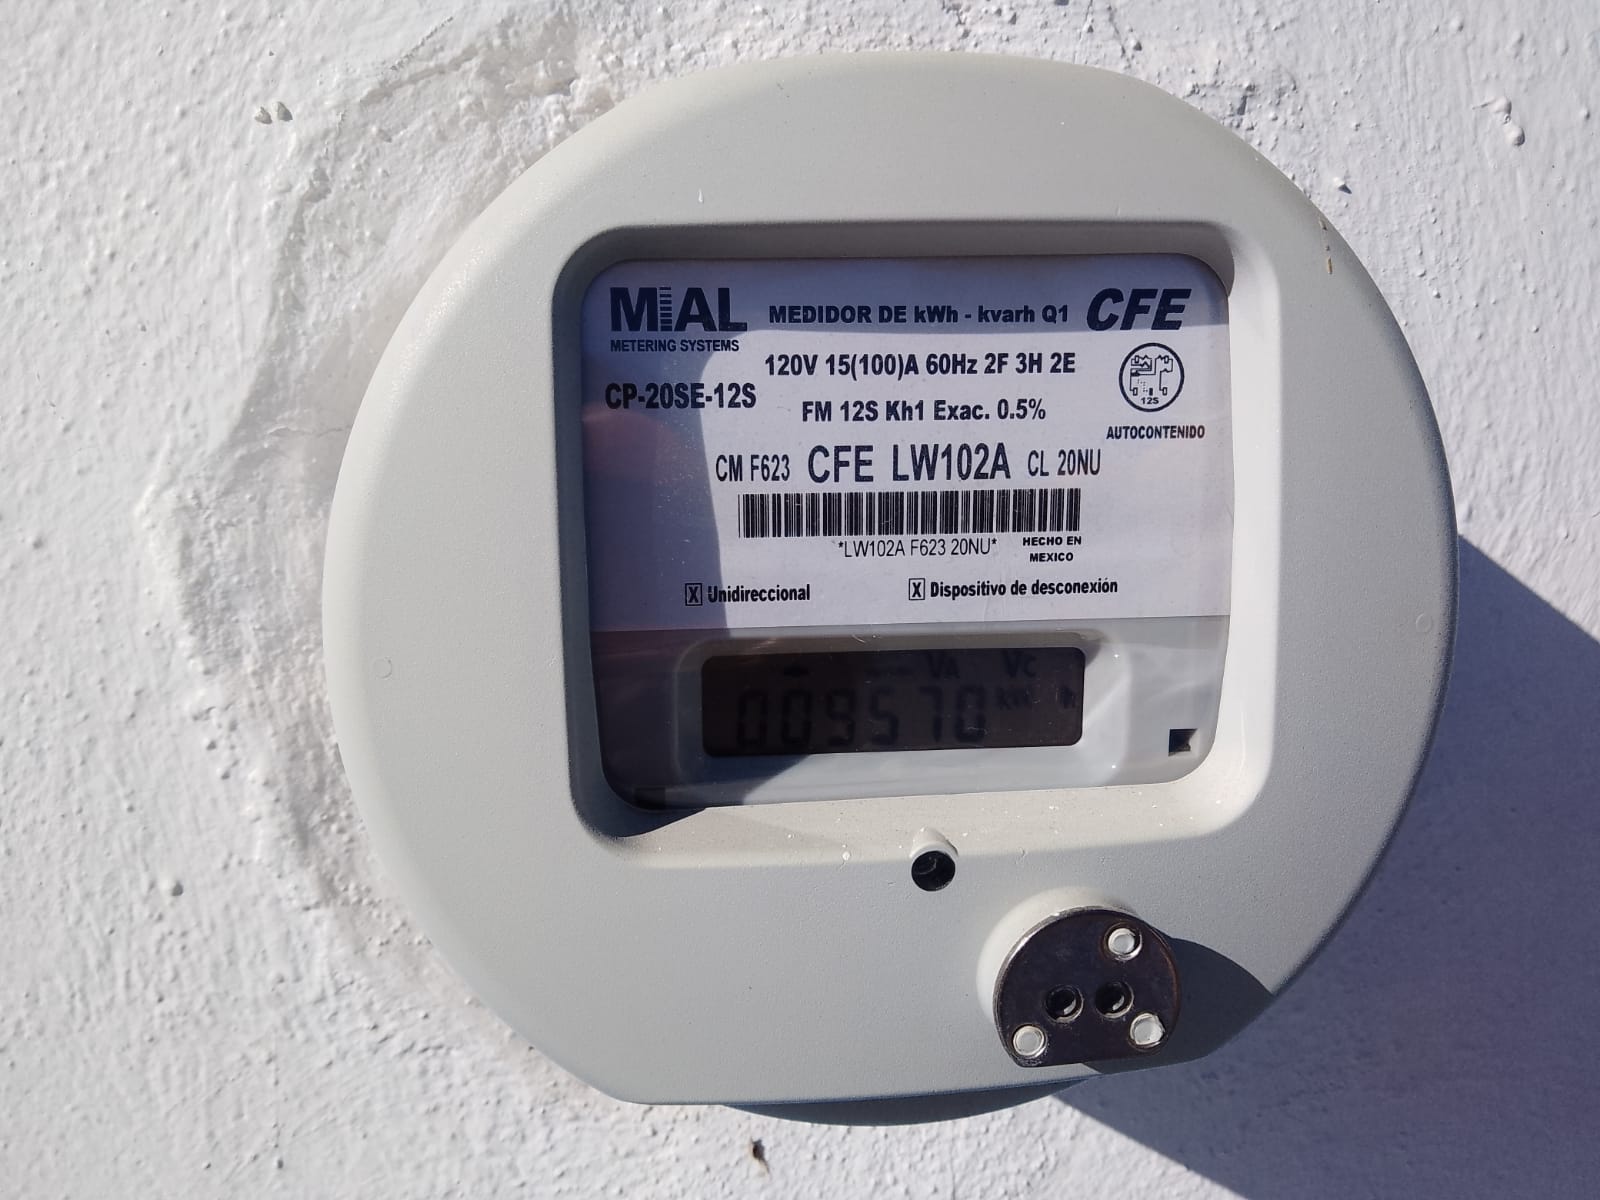 MIAL
METERING SYSTEMS
MEDIDOR DE kWh - kvarh Q1
CFE
120V 15(100)A 60Hz 2F 3H 2E
CP-20SE-12S
FM 12S Kh1 Exac. 0.5%
12S
AUTOCONTENIDO
CM F623 CFE LW102A CL 20NU
*LW102A F623 20NU*
HECHO EN
MEXICO
X Unidireccional
X Dispositivo de desconexión
VA VC
009570